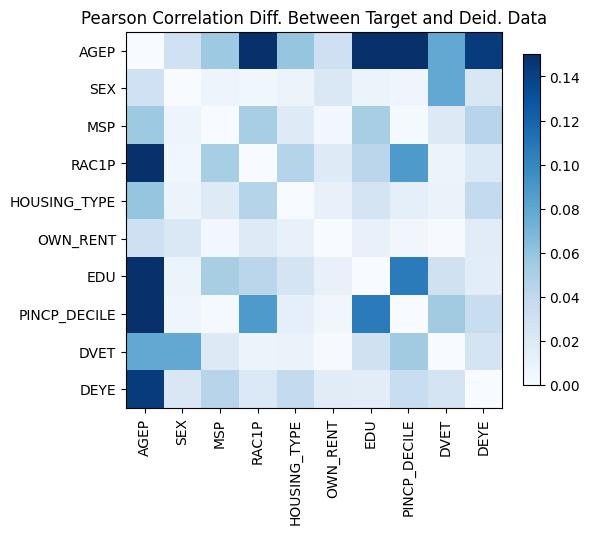 Pearson Correlation Diff. Between Target and Deid. Data
AGEP
SEX
MSP
RAC1P
HOUSING_TYPE
OWN_RENT
EDU
PINCP_DECILE
DVET
DEYE
AGEP
SEX
MSP
RAC1P
HOUSING_TYPE
OWN_RENT
EDU
PINCP_DECILE
DVET
DEYE
0.14
0.12
0.10
0.08
0.06
0.04
0.02
0.00